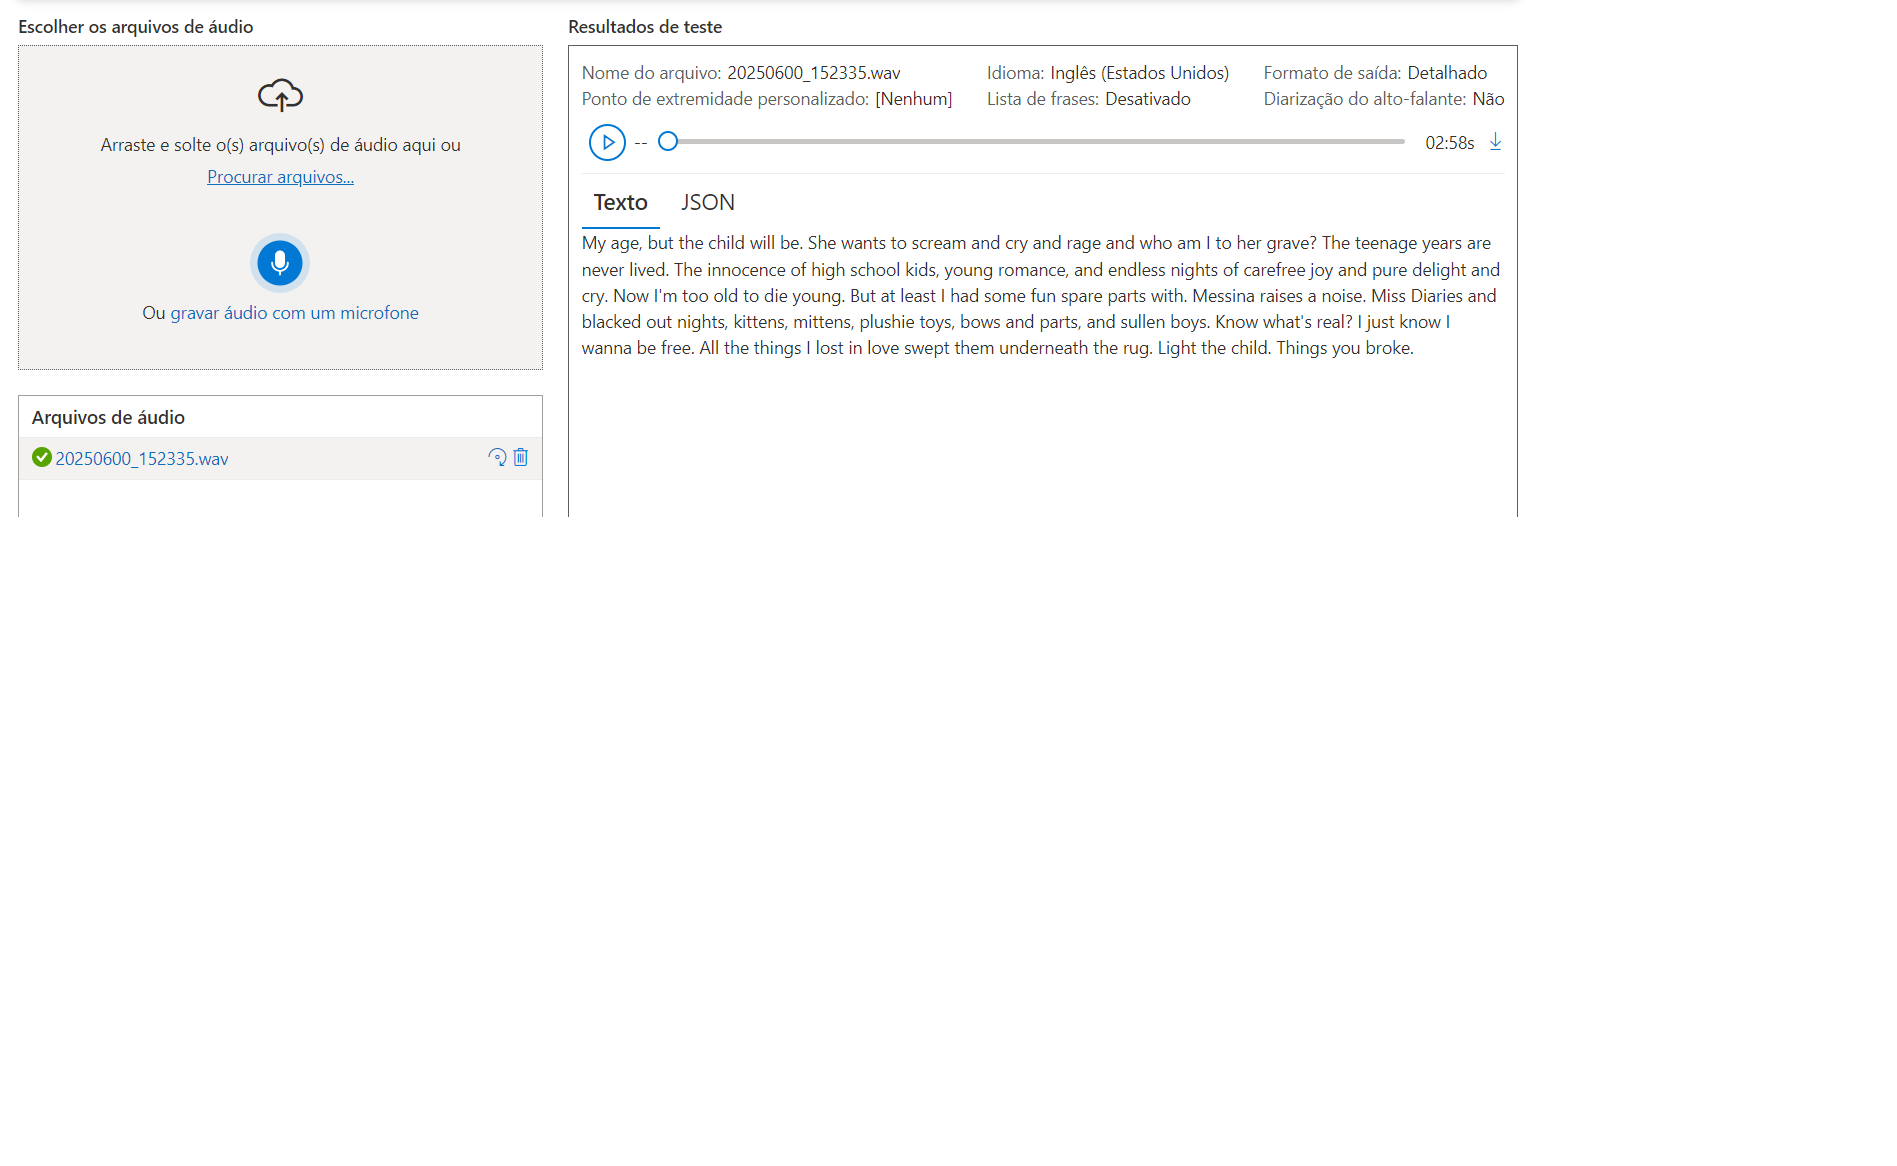 Escolher os arquivos de áudio
Arraste e solte o(s) arquivo(s) de áudio aqui ou
Procurar arquivos...
Ou gravar áudio com um microfone
Arquivos de áudio
20250600_152335.wav
Resultados de teste
Nome do arquivo: 20250600_152335.wav Idioma: Inglês (Estados Unidos) Formato de saída: Detalhado
Ponto de extremidade personalizado: [Nenhum] Lista de frases: Desativado Diarização do alto-falante: Não
-- 02:58s
Texto JSON
My age, but the child will be. She wants to scream and cry and rage and who am I to her grave? The teenage years are
never lived. The innocence of high school kids, young romance, and endless nights of carefree joy and pure delight and
cry. Now I'm too old to die young. But at least I had some fun spare parts with. Messina raises a noise. Miss Diaries and
blacked out nights, kittens, mittens, plushie toys, bows and parts, and sullen boys. Know what's real? I just know I
wanna be free. All the things I lost in love swept them underneath the rug. Light the child. Things you broke.